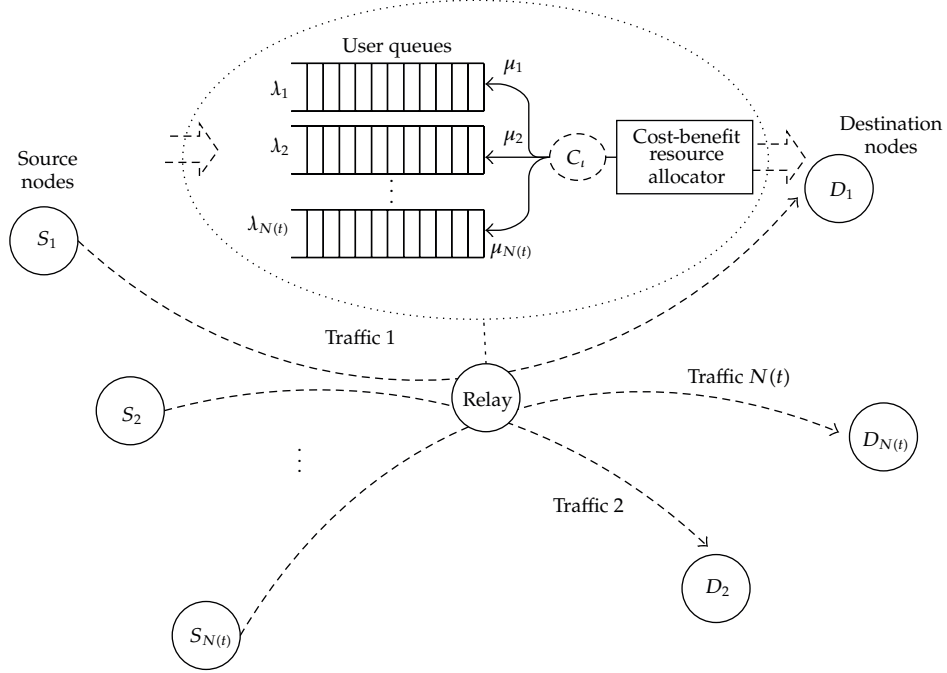 User queues
λ1
μ1
λ2
μ2
⋮
λN(t)
μN(t)
Cι
Cost-benefit
resource
allocator
Source
nodes
Destination
nodes
S1
D1
Traffic 1
Relay
Traffic N(t)
S2
DN(t)
⋮
Traffic 2
D2
SN(t)